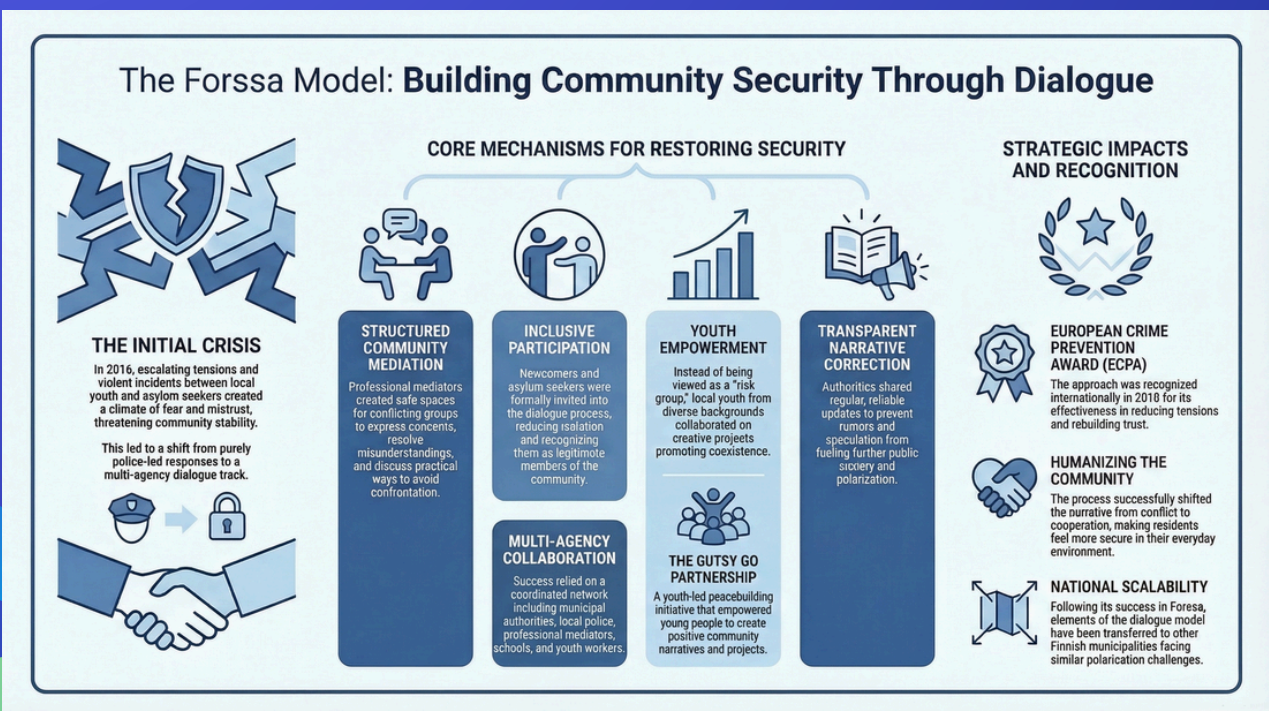 The Forssa Model: Building Community Security Through Dialogue
THE INITIAL CRISIS
In 2016, escalating tensions and
violent incidents between local
youth and asylum seekers created
a climate of fear and mistrust,
threatening community stability.
This led to a shift from purely
police-led responses to a
multi-agency dialogue track.
CORE MECHANISMS FOR RESTORING SECURITY
STRUCTURED
COMMUNITY
MEDIATION
Professional mediators
created safe spaces
for conflicting groups
to express concents,
resolve
misunderstandings,
and discuss practical
ways to avoid
confrontation.
INCLUSIVE
PARTICIPATION
Newcomers and
asylum seekers were
formally invited into
the dialogue process,
reducing isalation
and recognizing
them as legitimote
members of the
community.
MULTI-AGENCY
COLLABORATION
Success relied on a
coordinated network
including municipal
authorities, local police,
professional mediators,
schools, and youth workers.
YOUTH
EMPOWERMENT
Instead of being
viewed as a "risk
group," local youth from
diverse backgrounds
collaborated on
creative projects
promoting coexistence.
THE GUTSY GO
PARTNERSHIP
A youth-led peacebuilding
initiative that empowered
young people to create
positive community
narratives and projects.
TRANSPARENT
NARRATIVE
CORRECTION
Authoritics shared
regular, reliable
updates to prevent
rumors and
speculation from
fueling further public
and
polarization.
STRATEGIC IMPACTS
AND RECOGNITION
EUROPEAN CRIME
PREVENTION
AWARD (ECPA)
The approach was recognized
internationally in 2018 for its
effectiveness in reducing tensions
and rebuilding trust.
HUMANIZING THE
COMMUNITY
The process successfully shifted
the narrative from conflict to
cooperation, making residents
feel more secure in their everyday
environment.
NATIONAL SCALABILITY
Following its success in Foresa,
elements of the dialogue model
have been transferred to other
Finnish municipalities facing
similar polarication challenges.